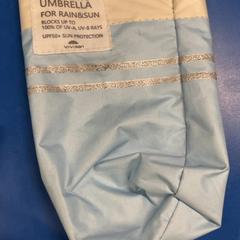 UMBRELLA
FOR RAIN&SUN
BLOCKS UP TO
100% OF UV-A, UV-B RAYS
UPF50+ SUN PROTECTION